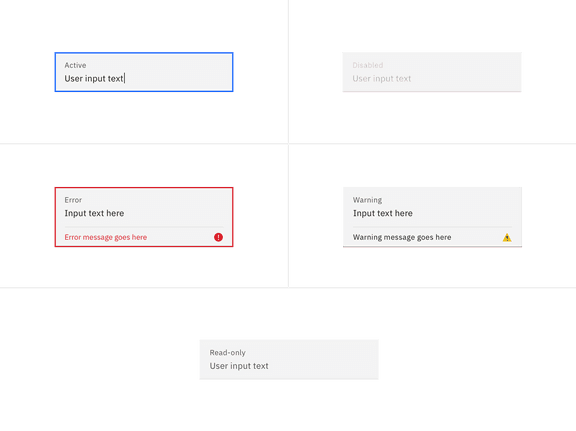 Active
User input text
Disabled
User input text
Error
Input text here
Error message goes here
Warning
Input text here
Warning message goes here
Read-only
User input text